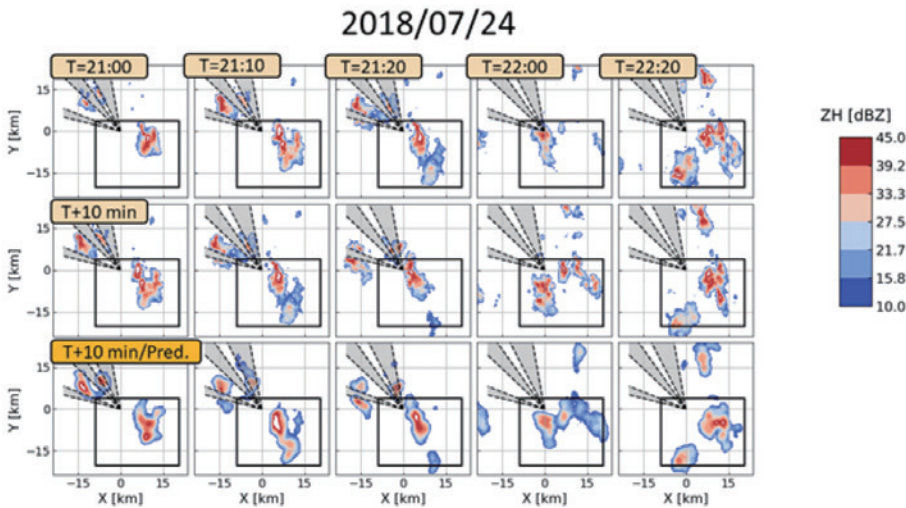 2018/07/24
T=21:00 T=21:10 T=21:20 T=22:00 T=22:20
Y [km]
15
0
−15
T+10 min
Y [km]
15
0
−15
T+10 min/Pred.
Y [km]
15
0
−15
−15 0 15 −15 0 15 −15 0 15 −15 0 15 −15 0 15
X [km] X [km] X [km] X [km] X [km]
ZH [dBZ]
45.0
39.2
33.3
27.5
21.7
15.8
10.0